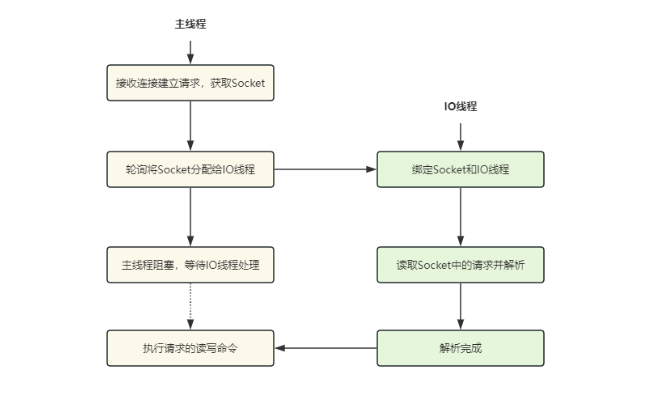 主线程
接收连接建立请求，获取Socket
IO线程
轮询将Socket分配给IO线程
绑定Socket和IO线程
主线程阻塞，等待IO线程处理
读取Socket中的请求并解析
执行请求的读写命令
解析完成